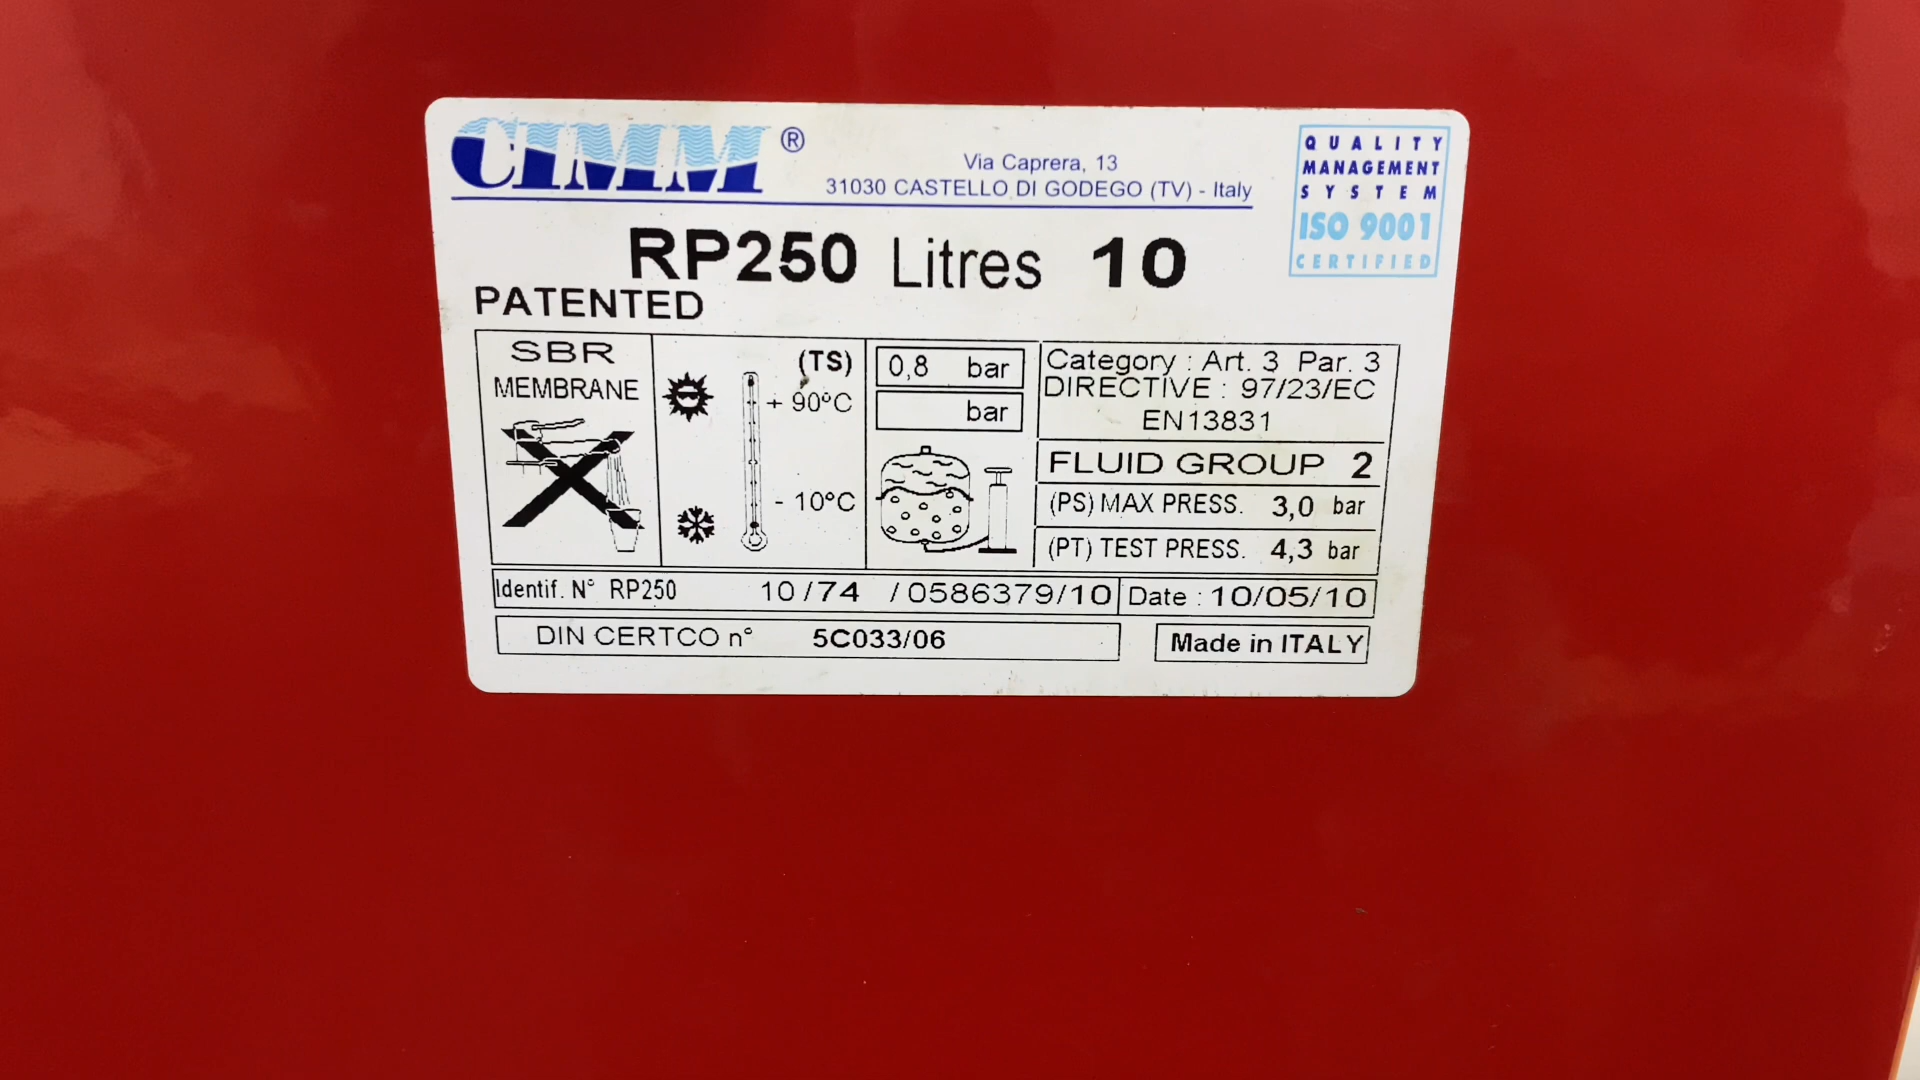 CIMM ®
Via Caprera, 13
31030 CASTELLO DI GODEGO (TV) - Italy
QUALITY
MANAGEMENT
SYSTEM
ISO 9001
CERTIFIED
RP250 Litres 10
PATENTED
SBR
MEMBRANE
(TS)
+ 90°C
- 10°C
0,8 bar
bar
Category : Art. 3 Par. 3
DIRECTIVE : 97/23/EC
EN13831
FLUID GROUP 2
(PS) MAX PRESS. 3,0 bar
(PT) TEST PRESS. 4,3 bar
Identif. N° RP250 10/74 /0586379/10
Date : 10/05/10
DIN CERTCO n° 5C033/06
Made in ITALY